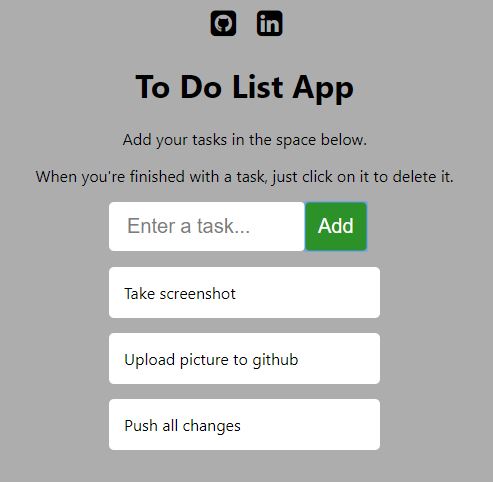 in
To Do List App
Add your tasks in the space below.
When you're finished with a task, just click on it to delete it.
Enter a task...
Add
Take screenshot
Upload picture to github
Push all changes